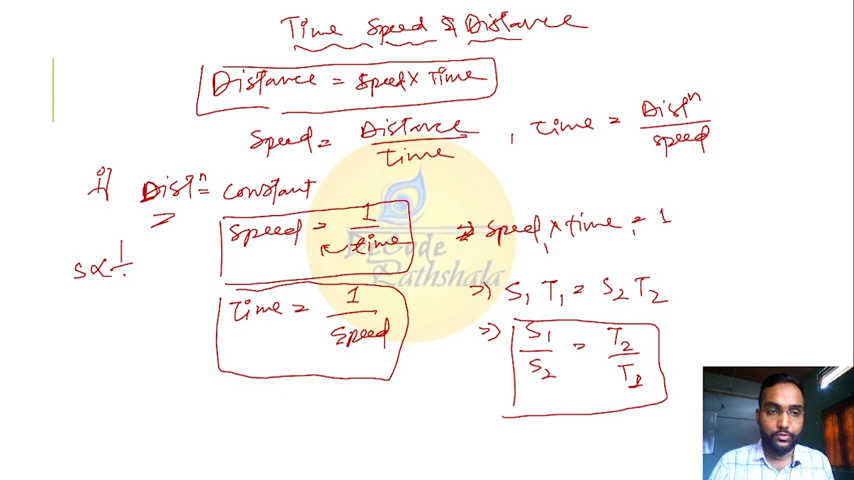 Time Speed & Distance
Distance = Speed × Time
Speed = Distance / Time , Time = Distn / Speed
if Distn = constant
Speed = 1 / time
⇒ Speed × time = 1
S ∝ 1
Time = 1 / Speed
⇒ S1 T1 = S2 T2
⇒ S1 / S2 = T2 / T1
DeCode
Pathshala